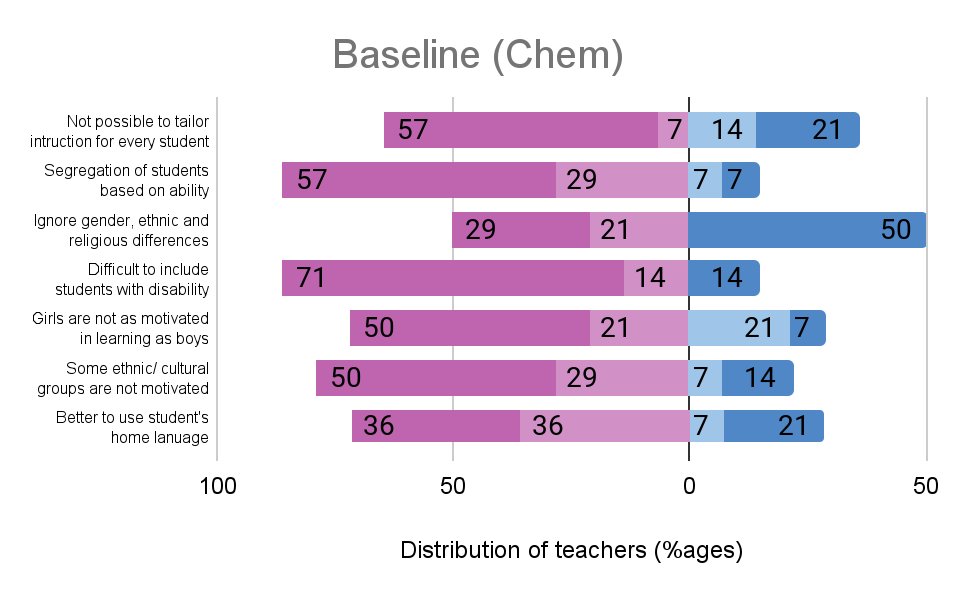 Baseline (Chem)
Not possible to tailor
intruction for every student
57 7 14 21
Segregation of students
based on ability
57 29 7 7
Ignore gender, ethnic and
religious differences
29 21 50
Difficult to include
students with disability
71 14 14
Girls are not as motivated
in learning as boys
50 21 21 7
Some ethnic/ cultural
groups are not motivated
50 29 7 14
Better to use student's
home lanuage
36 36 7 21
100 50 0 50
Distribution of teachers (%ages)